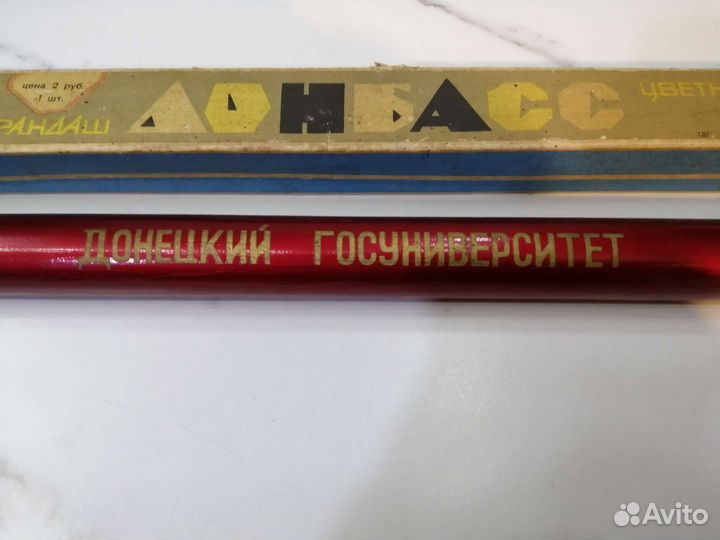 цена 2 руб.
1 шт.
РАНДАШ
ДОНБАСС
ЦВЕТН
ДОНЕЦКИЙ ГОСУНИВЕРСИТЕТ
Avito